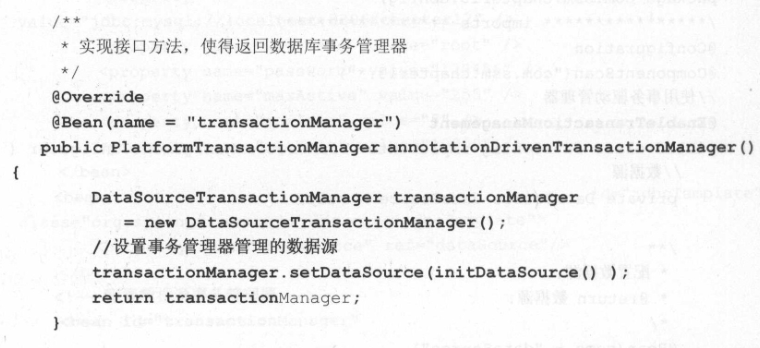 /**
* 实现接口方法，使得返回数据库事务管理器
*/
@Override
@Bean(name = "transactionManager")
public PlatformTransactionManager annotationDrivenTransactionManager()
{
DataSourceTransactionManager transactionManager
= new DataSourceTransactionManager();
//设置事务管理器管理的数据源
transactionManager.setDataSource(initDataSource());
return transactionManager;
}